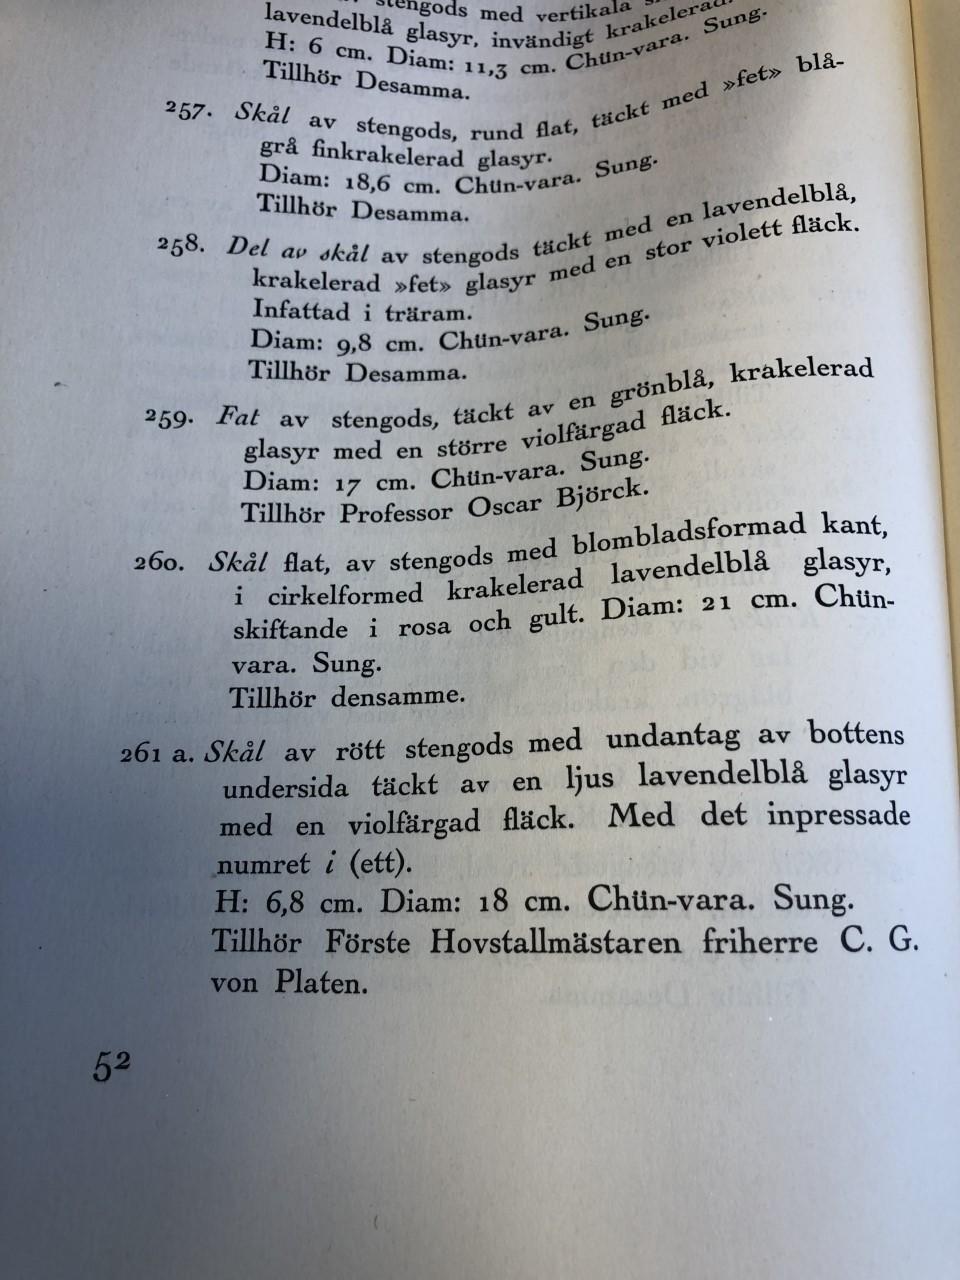 stengods med vertikala
lavendelblå glasyr, invändigt krakelerad.
H: 6 cm. Diam: 11,3 cm. Chün-vara. Sung.
Tillhör Desamma.
257. Skål av stengods, rund flat, täckt med »fet» blå-
grå finkrakelerad glasyr.
Diam: 18,6 cm. Chün-vara. Sung.
Tillhör Desamma.
258. Del av skål av stengods täckt med en lavendelblå,
krakelerad »fet» glasyr med en stor violett fläck.
Infattad i träram.
Diam: 9,8 cm. Chün-vara. Sung.
Tillhör Desamma.
259. Fat av stengods, täckt av en grönblå, krakelerad
glasyr med en större violfärgad fläck.
Diam: 17 cm. Chün-vara. Sung.
Tillhör Professor Oscar Björck.
260. Skål flat, av stengods med blombladsformad kant,
i cirkelformed krakelerad lavendelblå glasyr,
skiftande i rosa och gult. Diam: 21 cm. Chün-
vara. Sung.
Tillhör densamme.
261 a. Skål av rött stengods med undantag av bottens
undersida täckt av en ljus lavendelblå glasyr
med en violfärgad fläck. Med det inpressade
numret i (ett).
H: 6,8 cm. Diam: 18 cm. Chün-vara. Sung.
Tillhör Förste Hovstallmästaren friherre C. G.
von Platen.
52